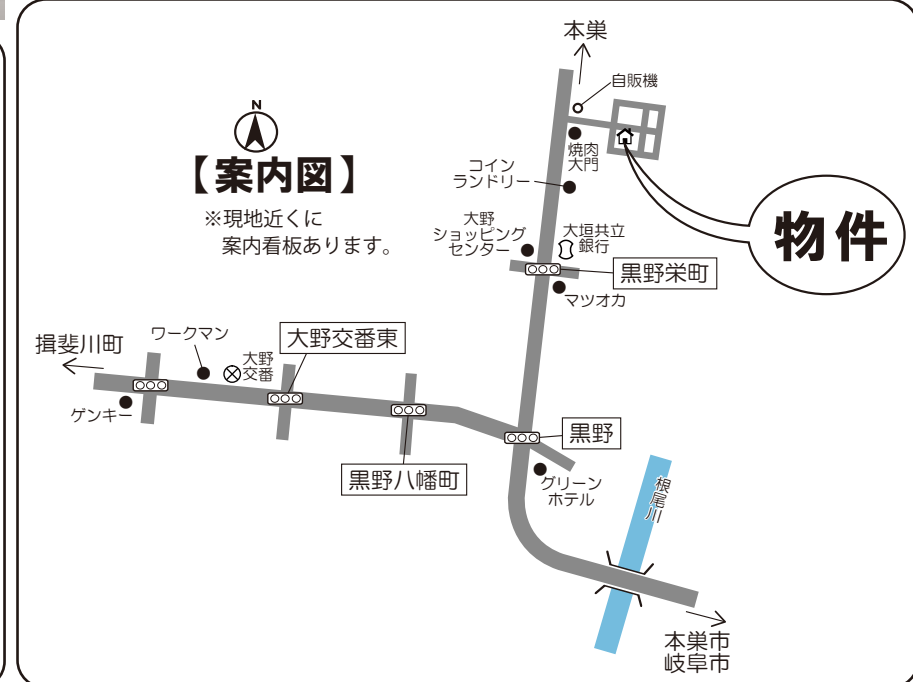 本巣
自販機
N
【案内図】
※現地近くに
案内看板あります。
焼肉
大門
コイン
ランドリー
大野
ショッピング
センター
大垣共立
銀行
物件
黒野栄町
マツオカ
揖斐川町
ワークマン
大野
交番
大野交番東
ゲンキー
黒野八幡町
黒野
グリーン
ホテル
根尾川
本巣市
岐阜市